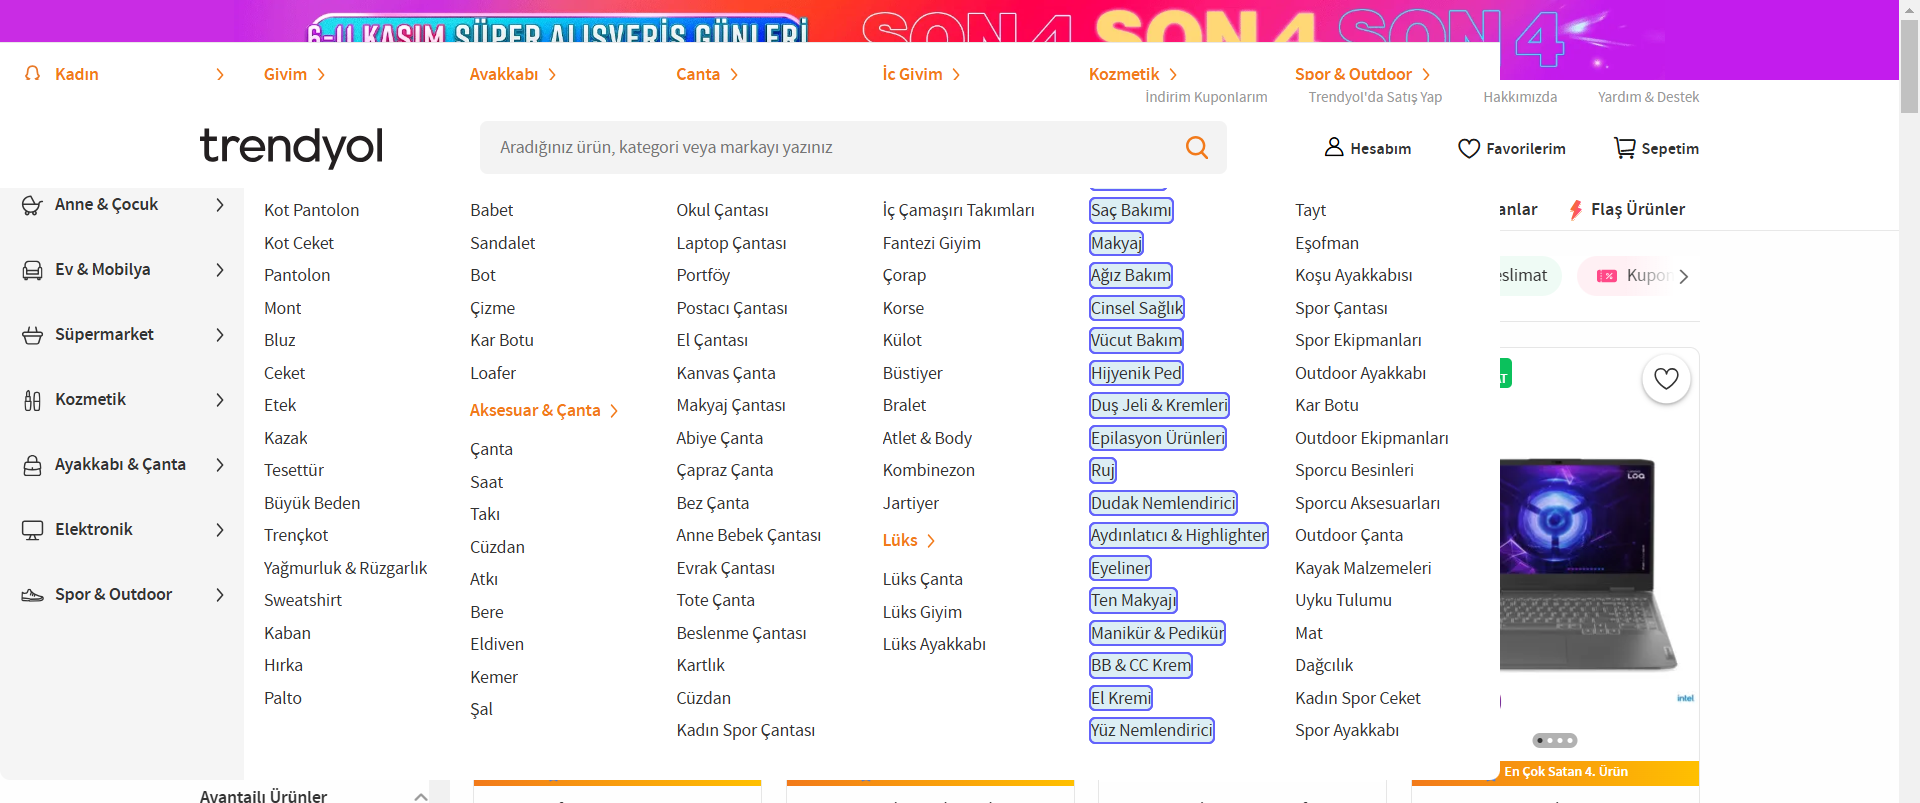 6-11 KASIM SÜPER ALIŞVERİŞ GÜNLERİ
SON 4 SON 4 SON 4
Kadın
Giyim
Ayakkabı
Çanta
İç Giyim
Kozmetik
Spor & Outdoor
İndirim Kuponlarım
Trendyol'da Satış Yap
Hakkımızda
Yardım & Destek
trendyol
Aradığınız ürün, kategori veya markayı yazınız
Hesabım
Favorilerim
Sepetim
Anne & Çocuk
Ev & Mobilya
Süpermarket
Kozmetik
Ayakkabı & Çanta
Elektronik
Spor & Outdoor
Kot Pantolon
Kot Ceket
Pantolon
Mont
Bluz
Ceket
Etek
Kazak
Tesettür
Büyük Beden
Trençkot
Yağmurluk & Rüzgarlık
Sweatshirt
Kaban
Hırka
Palto
Babet
Sandalet
Bot
Çizme
Kar Botu
Loafer
Aksesuar & Çanta
Çanta
Saat
Takı
Cüzdan
Atkı
Bere
Eldiven
Kemer
Şal
Okul Çantası
Laptop Çantası
Portföy
Postacı Çantası
El Çantası
Kanvas Çanta
Makyaj Çantası
Abiye Çanta
Çapraz Çanta
Bez Çanta
Anne Bebek Çantası
Evrak Çantası
Tote Çanta
Beslenme Çantası
Kartlık
Cüzdan
Kadın Spor Çantası
İç Çamaşırı Takımları
Fantezi Giyim
Çorap
Korse
Külot
Büstiyer
Bralet
Atlet & Body
Kombinezon
Jartiyer
Lüks
Lüks Çanta
Lüks Giyim
Lüks Ayakkabı
Saç Bakımı
Makyaj
Ağız Bakım
Cinsel Sağlık
Vücut Bakım
Hijyenik Ped
Duş Jeli & Kremleri
Epilasyon Ürünleri
Ruj
Dudak Nemlendirici
Aydınlatıcı & Highlighter
Eyeliner
Ten Makyajı
Manikür & Pedikür
BB & CC Krem
El Kremi
Yüz Nemlendirici
Tayt
Eşofman
Koşu Ayakkabısı
Spor Çantası
Spor Ekipmanları
Outdoor Ayakkabı
Kar Botu
Outdoor Ekipmanları
Sporcu Besinleri
Sporcu Aksesuarları
Outdoor Çanta
Kayak Malzemeleri
Uyku Tulumu
Mat
Dağcılık
Kadın Spor Ceket
Spor Ayakkabı
anlar
Flaş Ürünler
eslimat
Kupon
AT
LOQ
intel
En Çok Satan 4. Ürün
Avantajlı Ürünler